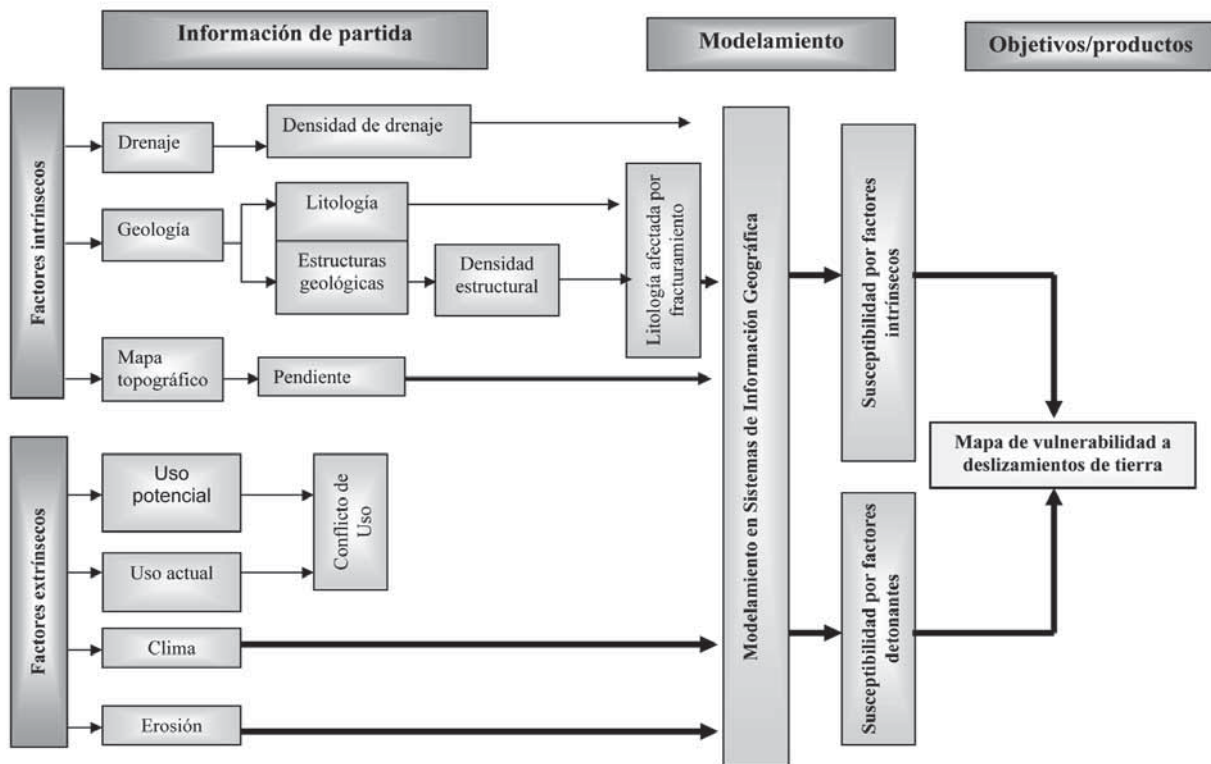 Información de partida
Modelamiento
Objetivos/productos
Factores intrínsecos
Drenaje
Densidad de drenaje
Geología
Litología
Estructuras
geológicas
Densidad
estructural
Litología afectada por
fracturamiento
Mapa
topográfico
Pendiente
Factores extrínsecos
Uso
potencial
Uso actual
Conflicto de
Uso
Clima
Erosión
Modelamiento en Sistemas de Información Geográfica
Susceptibilidad por factores
intrínsecos
Susceptibilidad por factores
detonantes
Mapa de vulnerabilidad a
deslizamientos de tierra